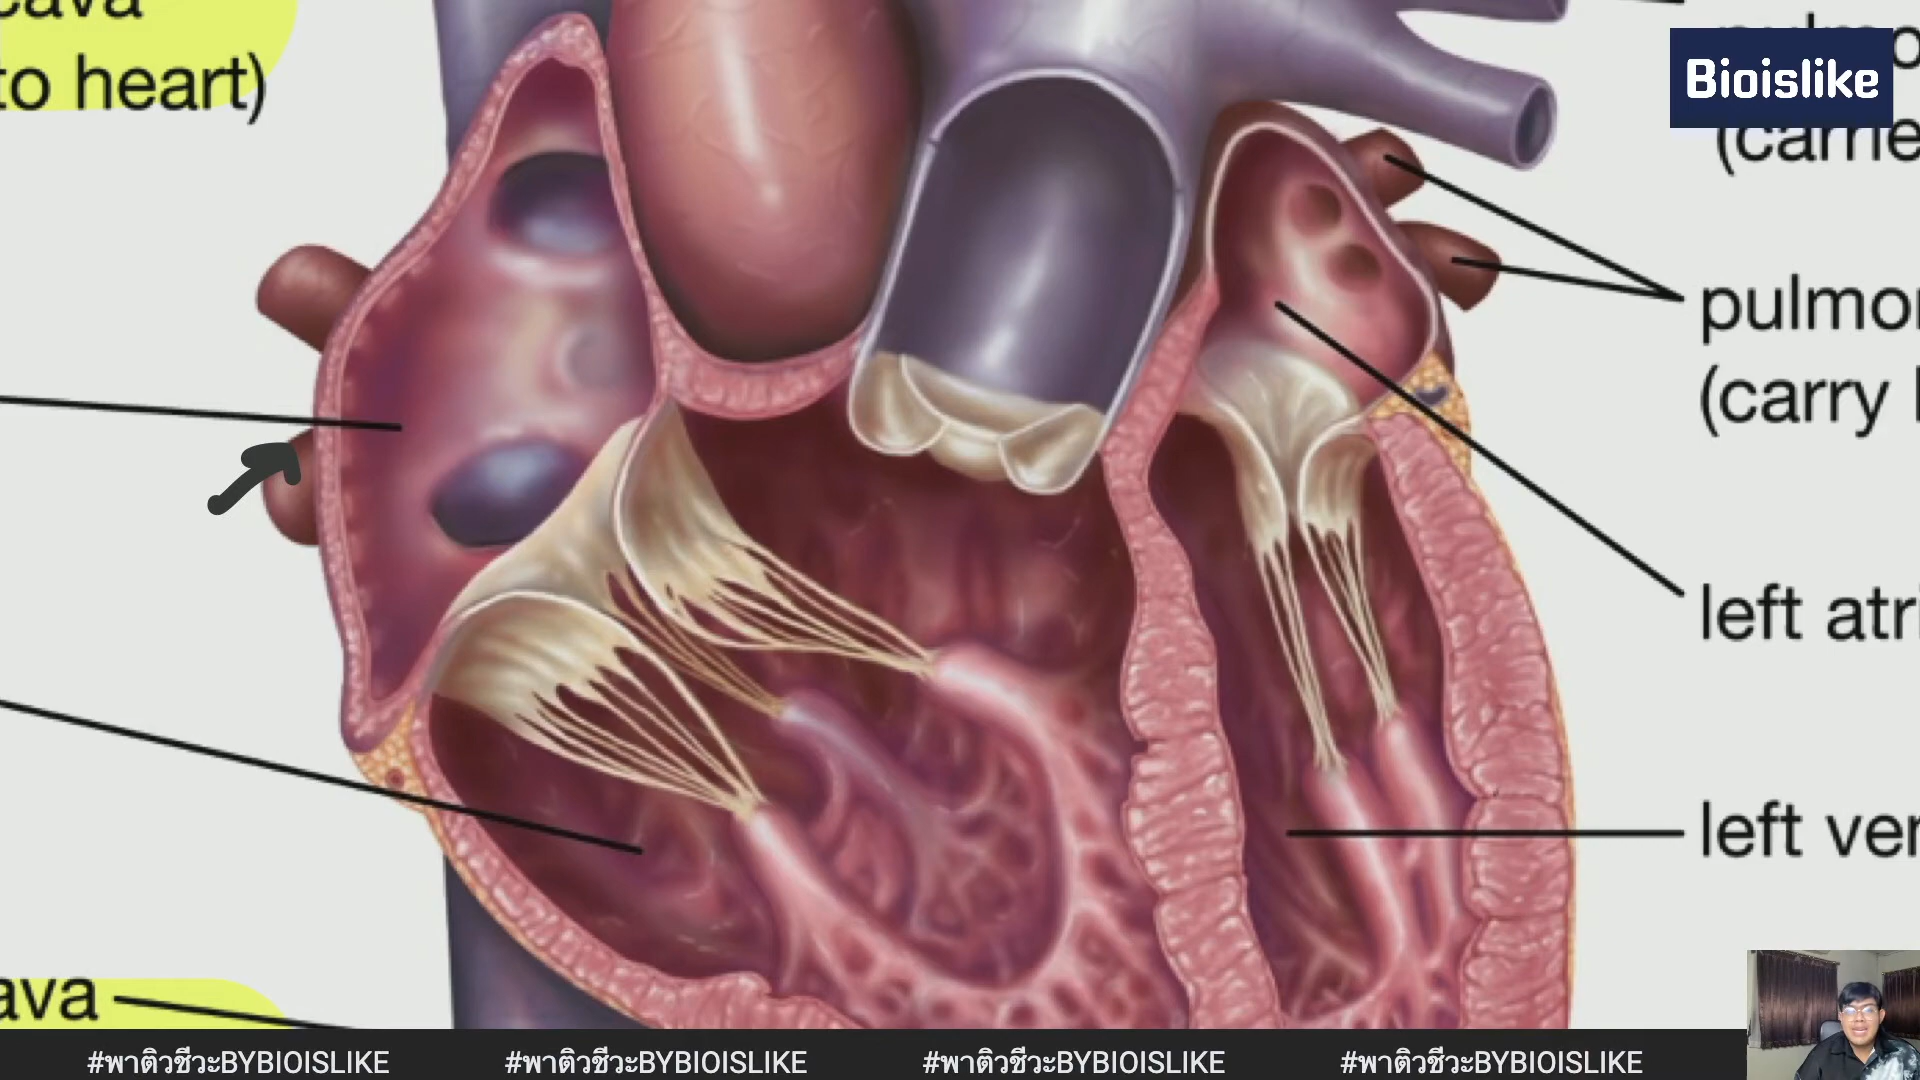 cava
to heart)
Bioislike
(carrie
pulmon
(carry
left atri
left ven
ava
#พาติวชีวะBYBIOISLIKE #พาติวชีวะBYBIOISLIKE #พาติวชีวะBYBIOISLIKE #พาติวชีวะBYBIOISLIKE